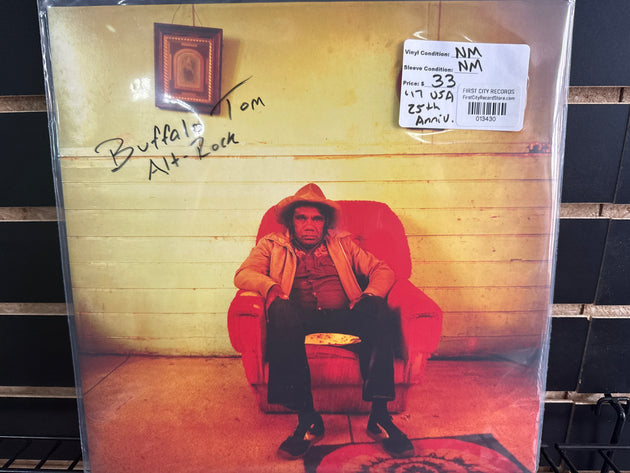 Vinyl Condition: NM
Sleeve Condition: NM
Price: $ 33
'17 USA
25th
Anniv.
FIRST CITY RECORDS
FirstCityRecordStore.com
013430
Buffalo Tom
Alt-Rock